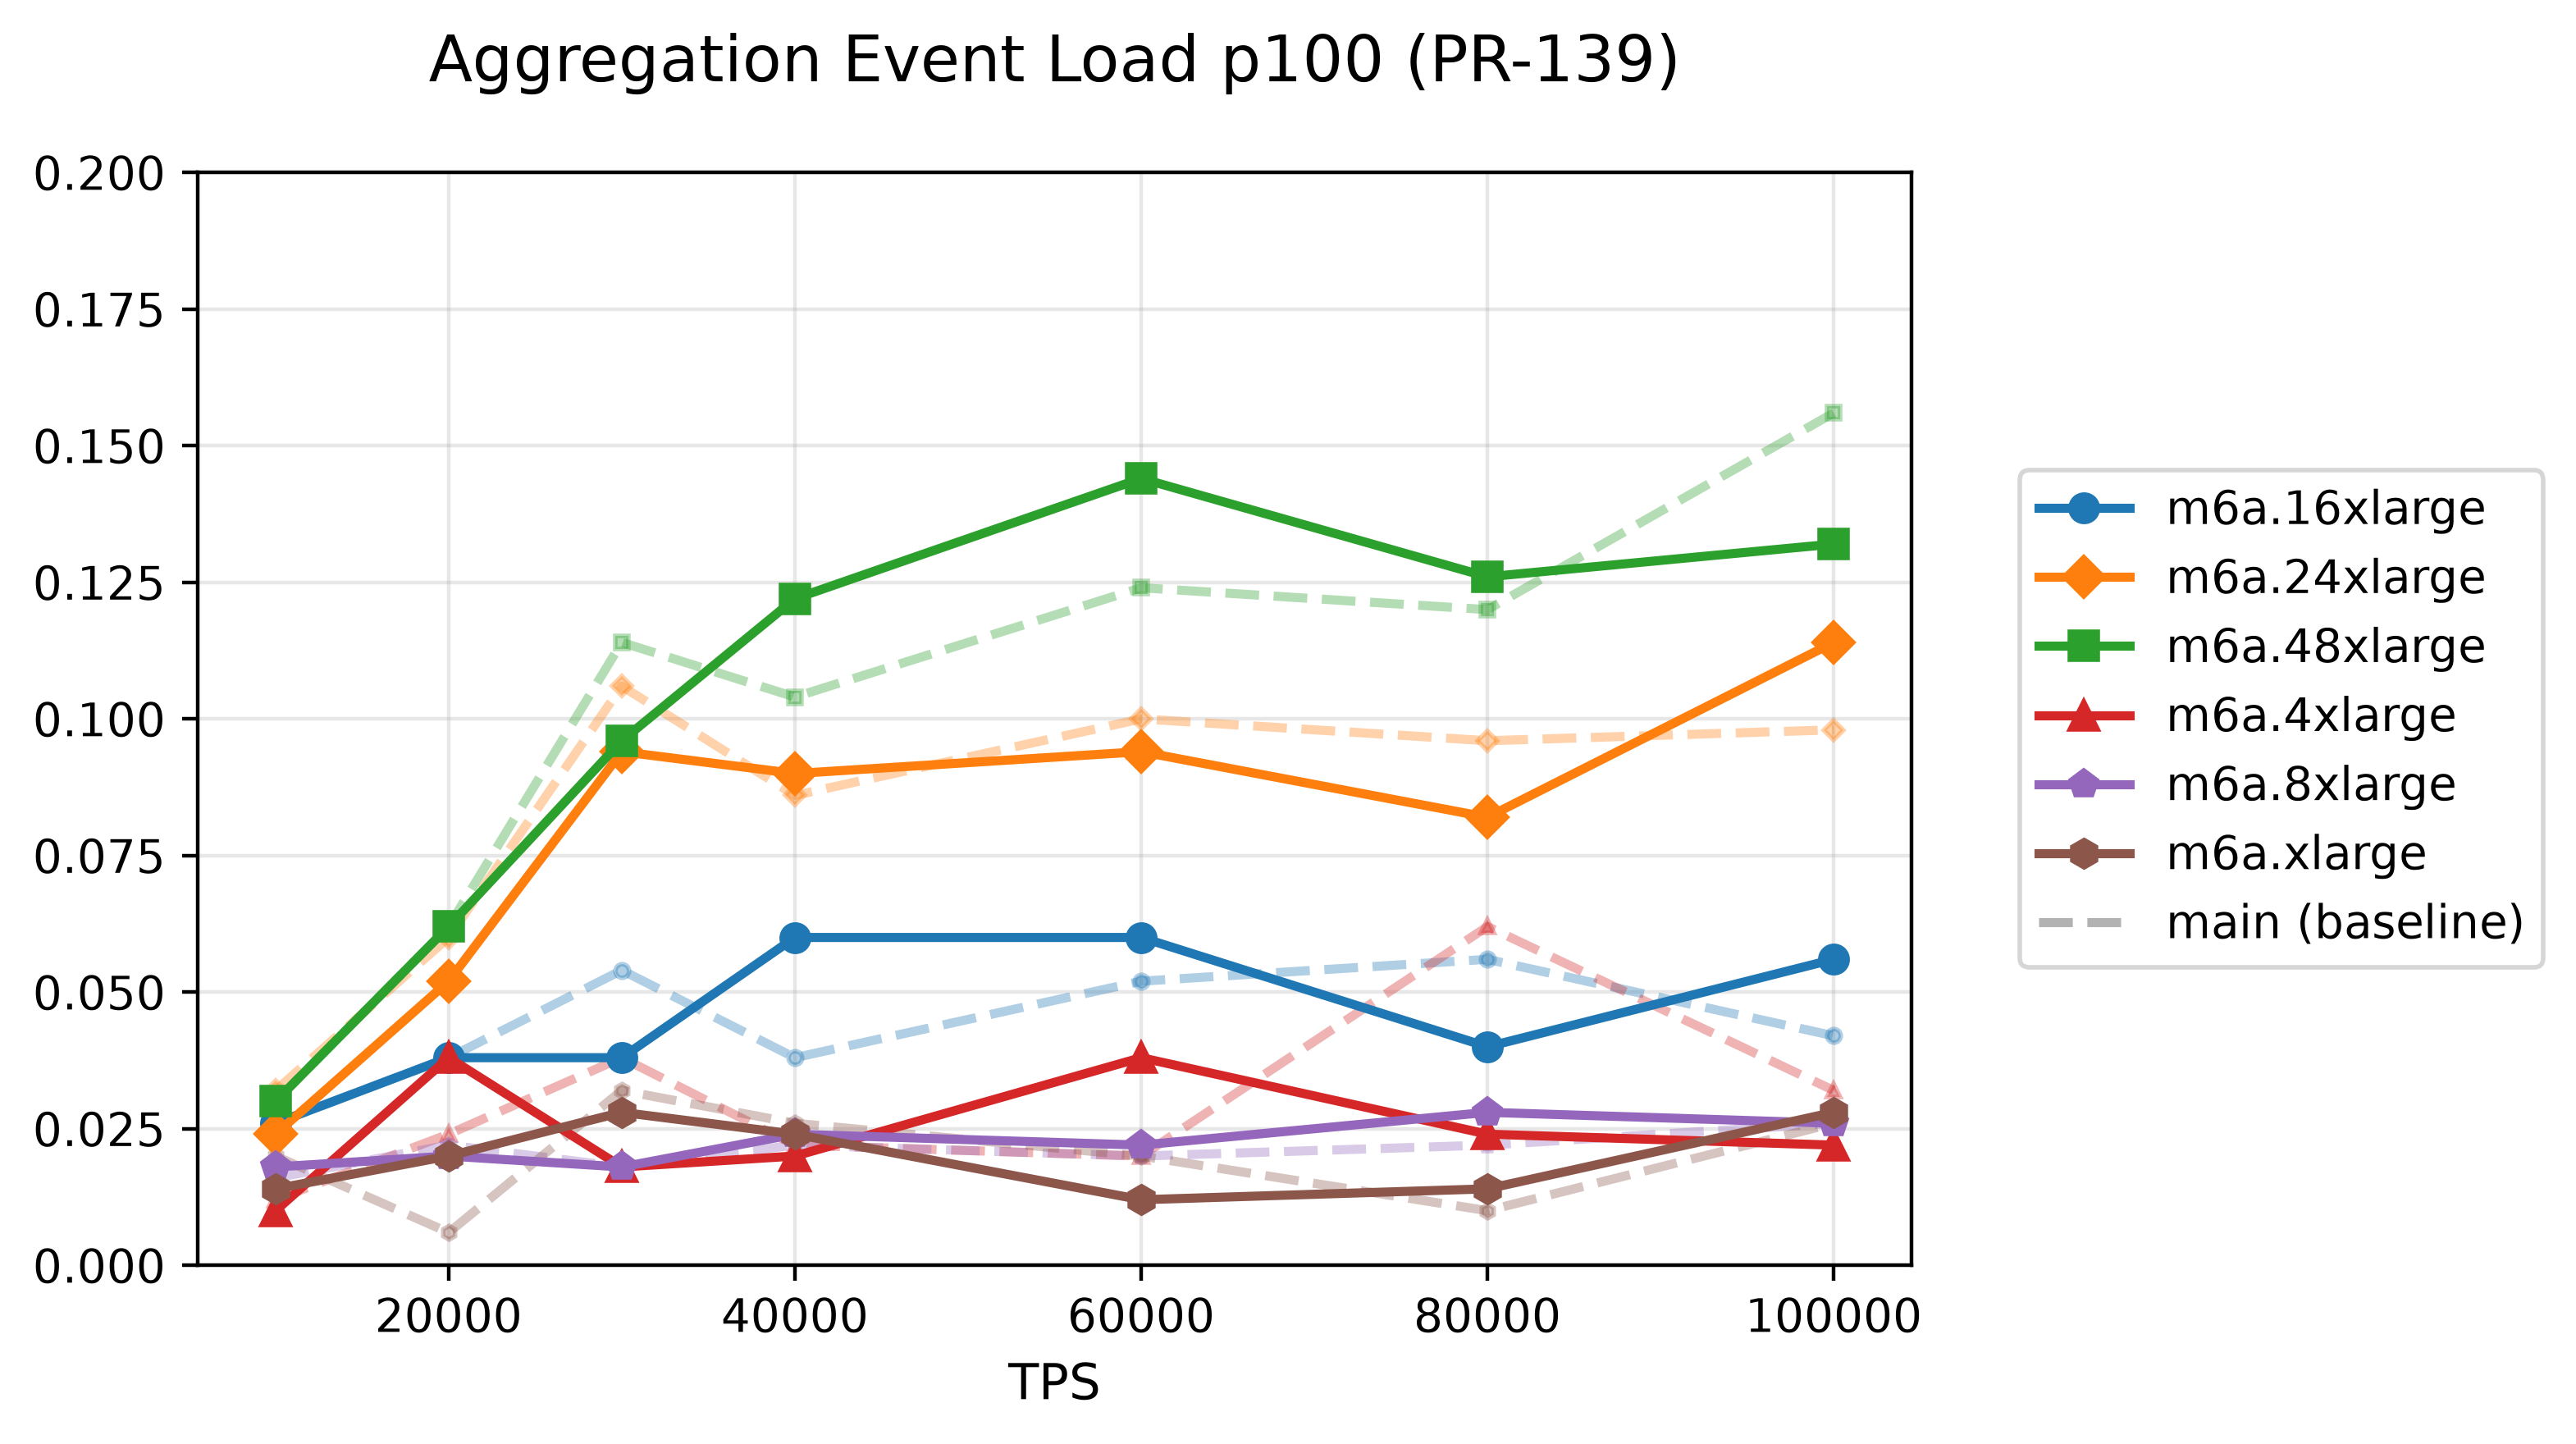 Aggregation Event Load p100 (PR-139)
0.200
0.175
0.150
0.125
0.100
0.075
0.050
0.025
0.000
20000 40000 60000 80000 100000
TPS
m6a.16xlarge
m6a.24xlarge
m6a.48xlarge
m6a.4xlarge
m6a.8xlarge
m6a.xlarge
main (baseline)